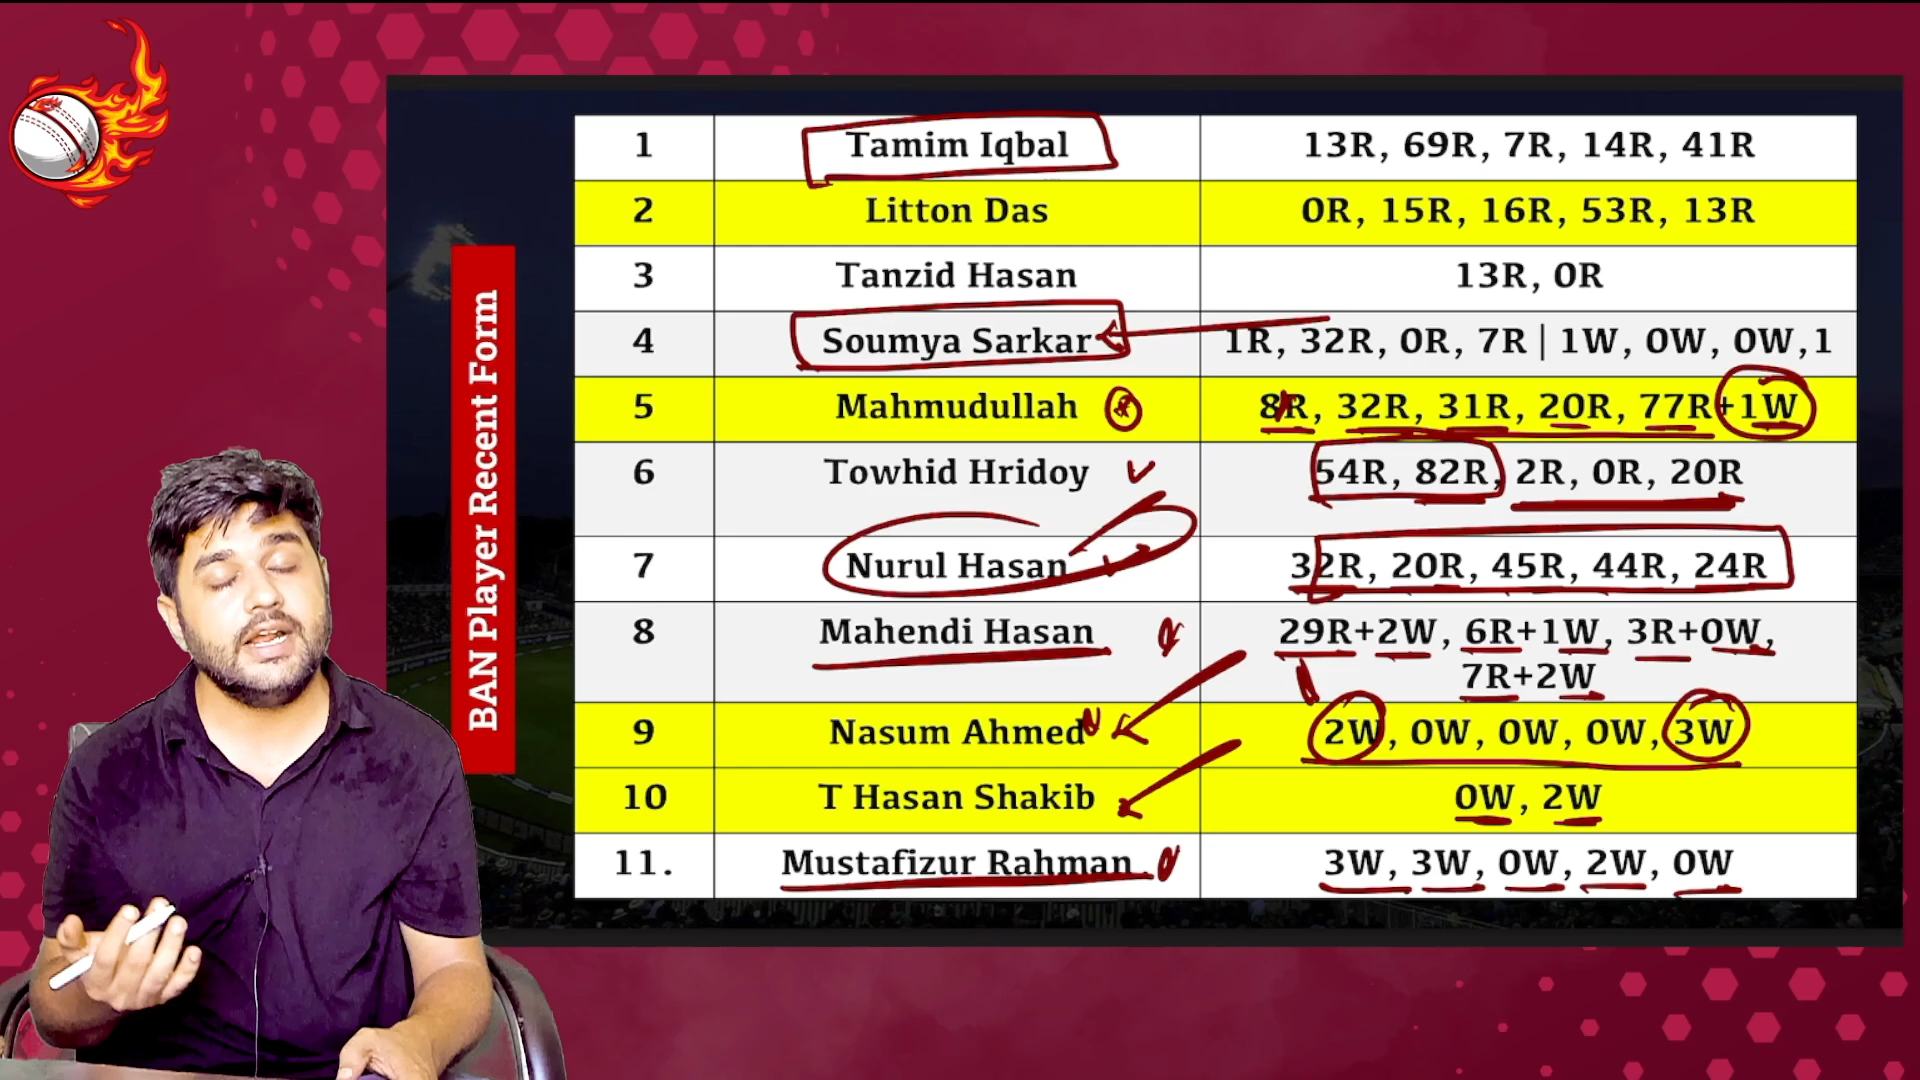 BAN Player Recent Form
1 Tamim Iqbal 13R, 69R, 7R, 14R, 41R
2 Litton Das 0R, 15R, 16R, 53R, 13R
3 Tanzid Hasan 13R, 0R
4 Soumya Sarkar 1R, 32R, 0R, 7R | 1W, 0W, 0W,1
5 Mahmudullah 8R, 32R, 31R, 20R, 77R+1W
6 Towhid Hridoy 54R, 82R, 2R, 0R, 20R
7 Nurul Hasan 32R, 20R, 45R, 44R, 24R
8 Mahendi Hasan 29R+2W, 6R+1W, 3R+0W,
7R+2W
9 Nasum Ahmed 2W, 0W, 0W, 0W, 3W
10 T Hasan Shakib 0W, 2W
11. Mustafizur Rahman 3W, 3W, 0W, 2W, 0W